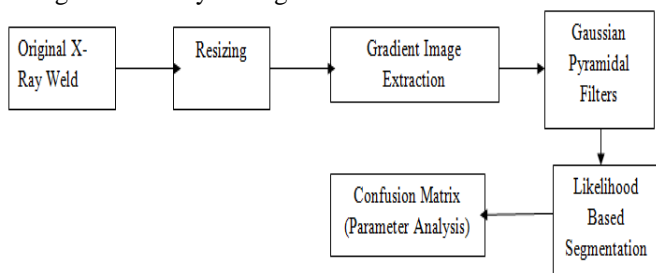 Original X-
Ray Weld
Resizing
Gradient Image
Extraction
Gaussian
Pyramidal
Filters
Likelihood
Based
Segmentation
Confusion Matrix
(Parameter Analysis)